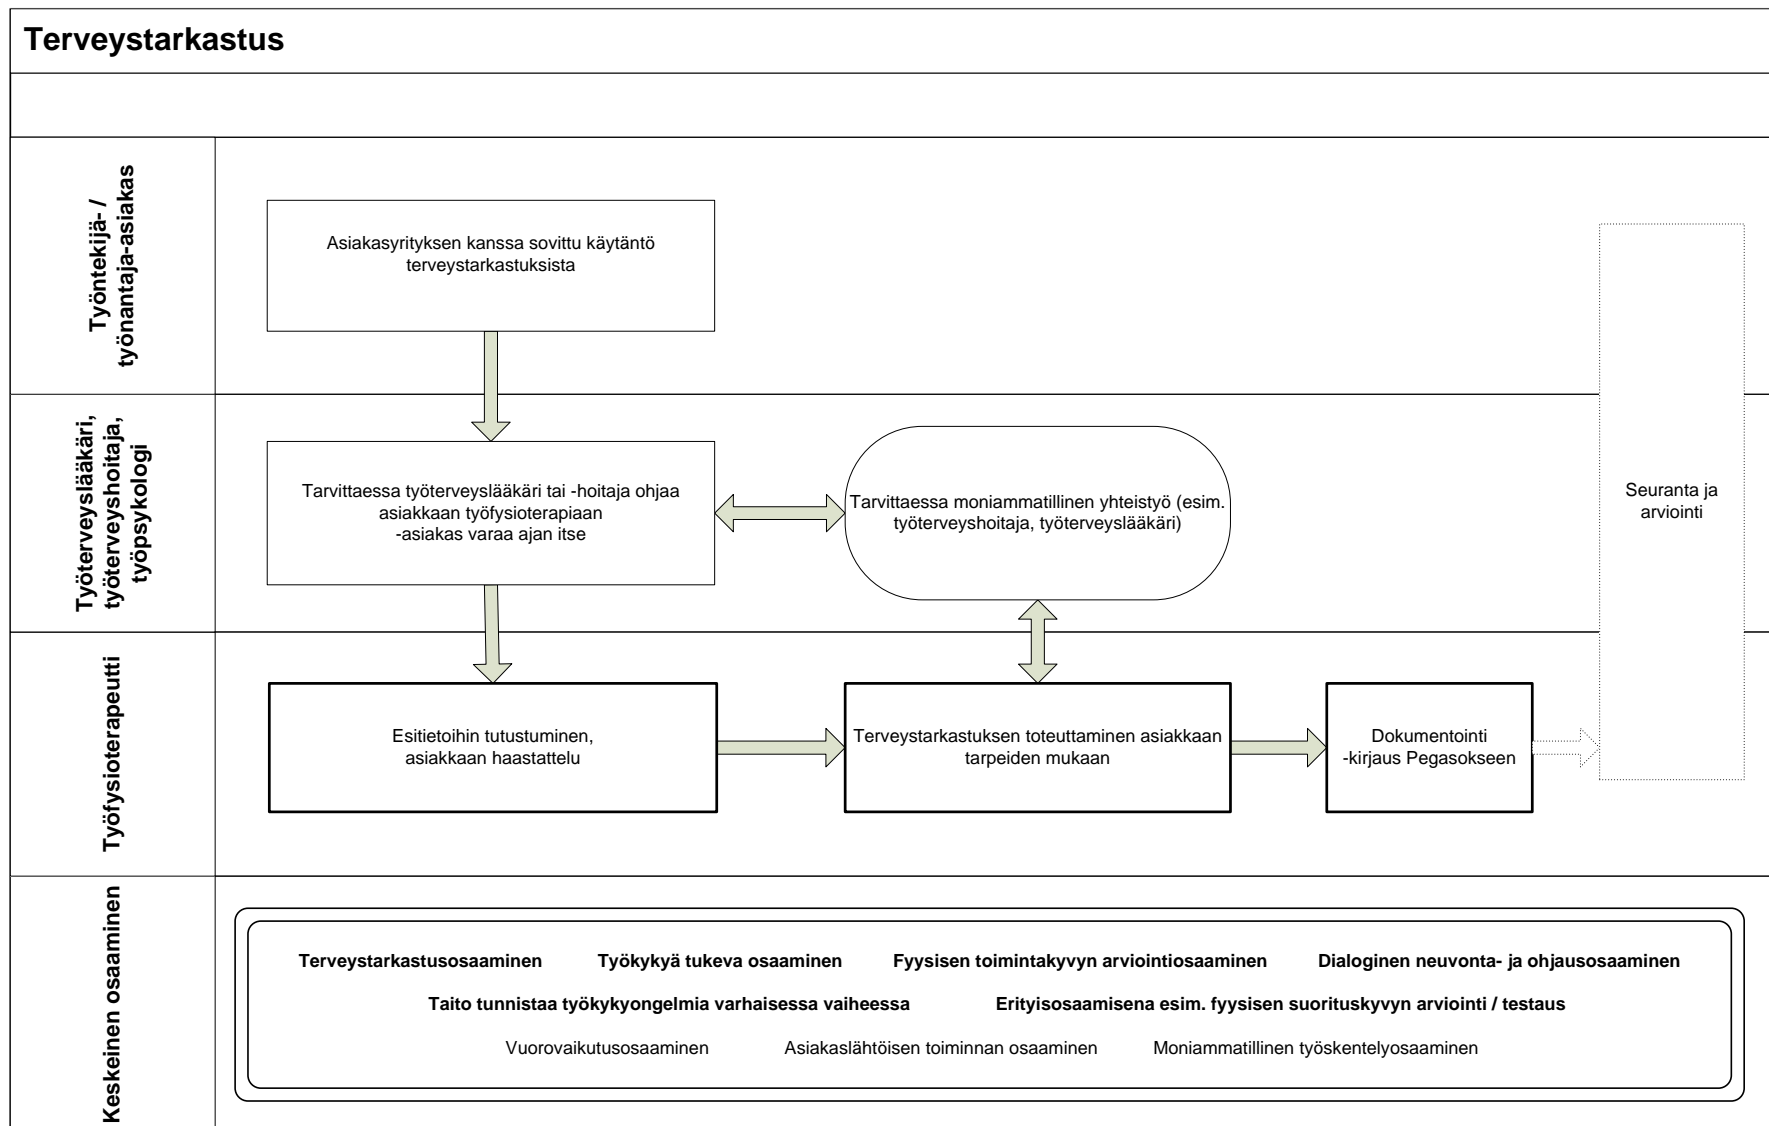 Terveystarkastus
Työntekijä- /
työnantaja-asiakas
Asiakasyrityksen kanssa sovittu käytäntö
terveystarkastuksista
Työterveyslääkäri,
työterveyshoitaja,
työpsykologi
Tarvittaessa työterveyslääkäri tai -hoitaja ohjaa
asiakkaan työfysioterapiaan
-asiakas varaa ajan itse
Tarvittaessa moniammatillinen yhteistyö (esim.
työterveyshoitaja, työterveyslääkäri)
Seuranta ja
arviointi
Työfysioterapeutti
Esitietoihin tutustuminen,
asiakkaan haastattelu
Terveystarkastuksen toteuttaminen asiakkaan
tarpeiden mukaan
Dokumentointi
-kirjaus Pegasokseen
Keskeinen osaaminen
Terveystarkastusosaaminen Työkykyä tukeva osaaminen Fyysisen toimintakyvyn arviointiosaaminen Dialoginen neuvonta- ja ohjausosaaminen
Taito tunnistaa työkykyongelmia varhaisessa vaiheessa Erityisosaamisena esim. fyysisen suorituskyvyn arviointi / testaus
Vuorovaikutusosaaminen Asiakaslähtöisen toiminnan osaaminen Moniammatillinen työskentelyosaaminen